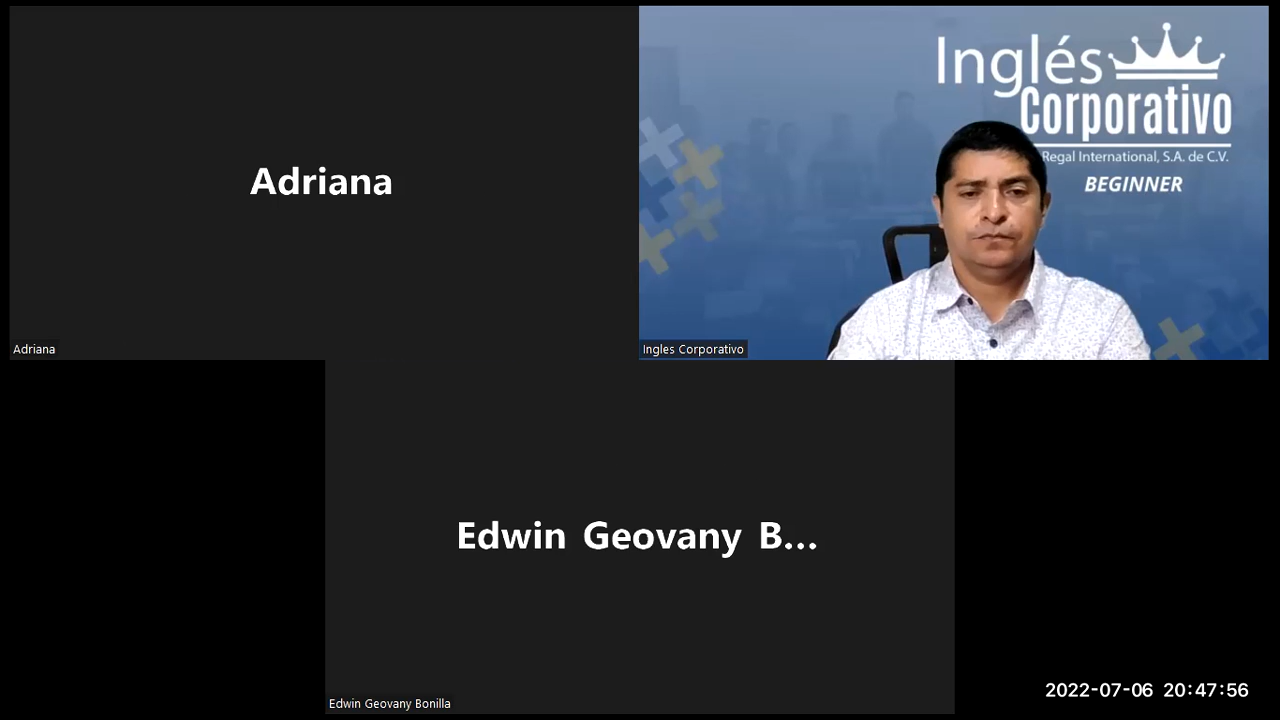 Adriana
Adriana
Inglés
Corporativo
Regal International, S.A. de C.V.
BEGINNER
Ingles Corporativo
Edwin Geovany B...
Edwin Geovany Bonilla
2022-07-06 20:47:56